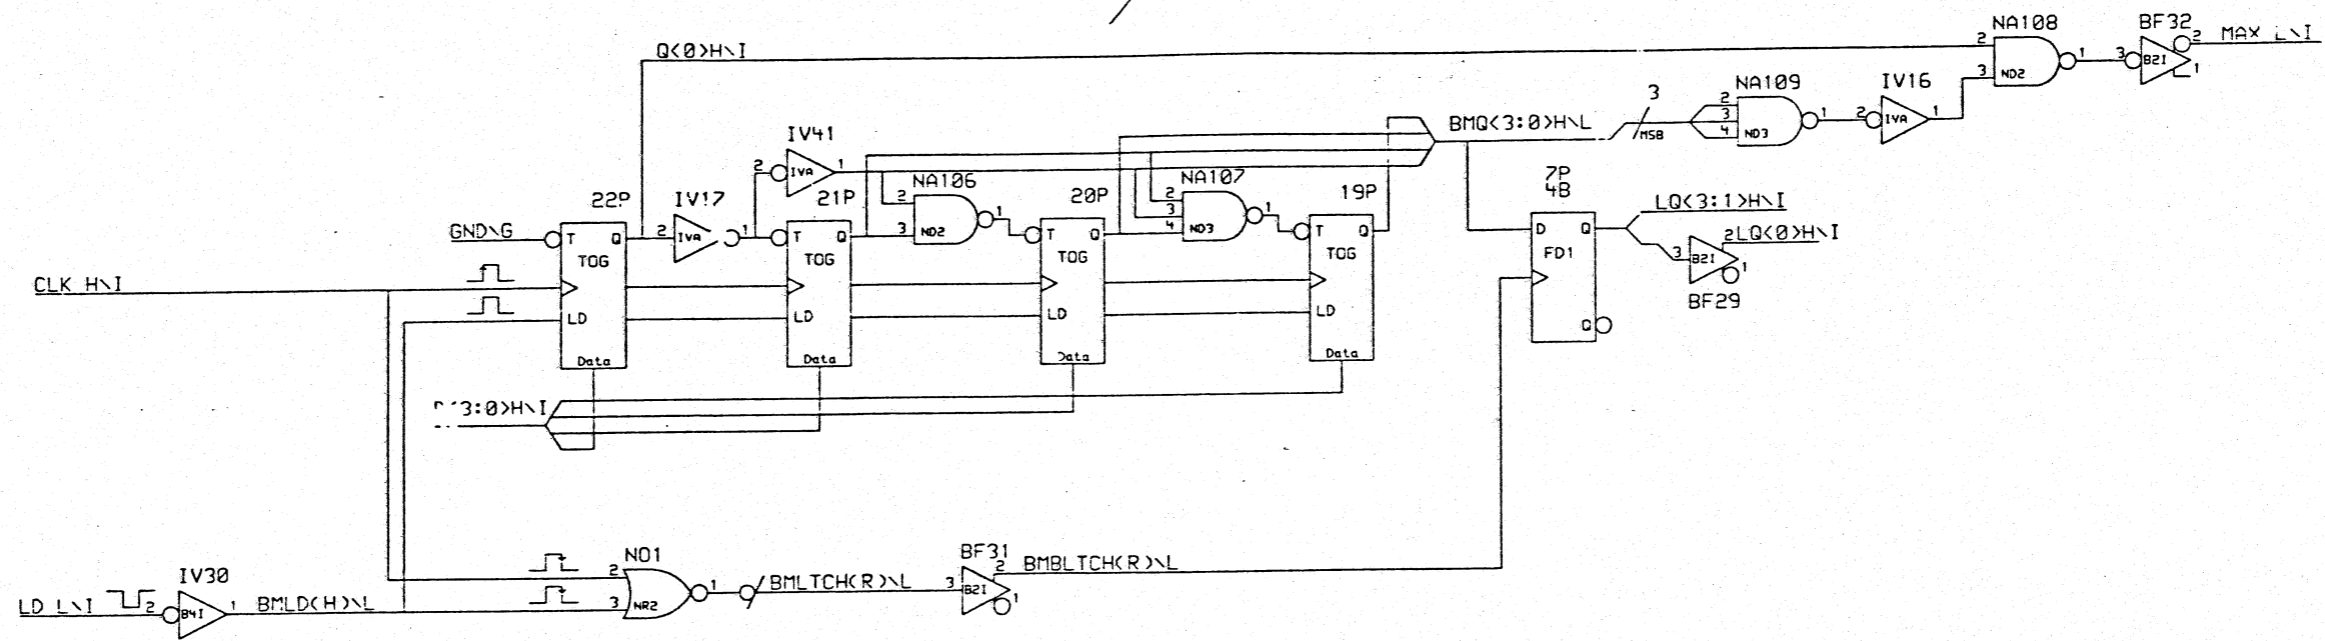 NA108
BF32
Q<0>H\I
2
1
3
B2I
2
MAX L\I
1
3
ND2
3
MSB
NA109
2
3
4
ND3
1
2
IV16
IVA
1
BMQ<3:0>H\L
IV41
2
IVA
1
NA106
2
3
ND2
1
NA107
2
3
4
ND3
1
7P
4B
LQ<3:1>H\I
22P
IV17
21P
20P
19P
GND\G
T Q
TOG
LD
Data
2
IVA
1
T Q
TOG
LD
Data
T Q
TOG
LD
Data
T Q
TOG
LD
Data
D Q
FD1
Q
3
B2I
2
LQ<0>H\I
1
BF29
CLK H\I
3:0>H\I
IV30
LD L\I
2
B4I
1
BMLD(H)\L
NO1
2
3
NR2
1
BMLTCH(R)\L
BF31
3
B2I
2
1
BMBLTCH(R)\L